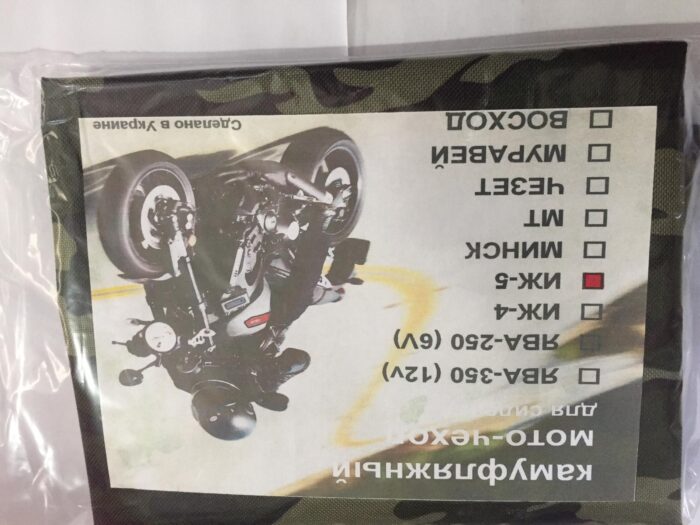 камуфляжный
мото-чехол
для сиденья
ЯВА-350 (12v)
ЯВА-250 (6V)
ИЖ-4
ИЖ-5
МИНСК
МТ
ЧЕЗЕТ
МУРАВЕЙ
ВОСХОД
Сделано в Украине